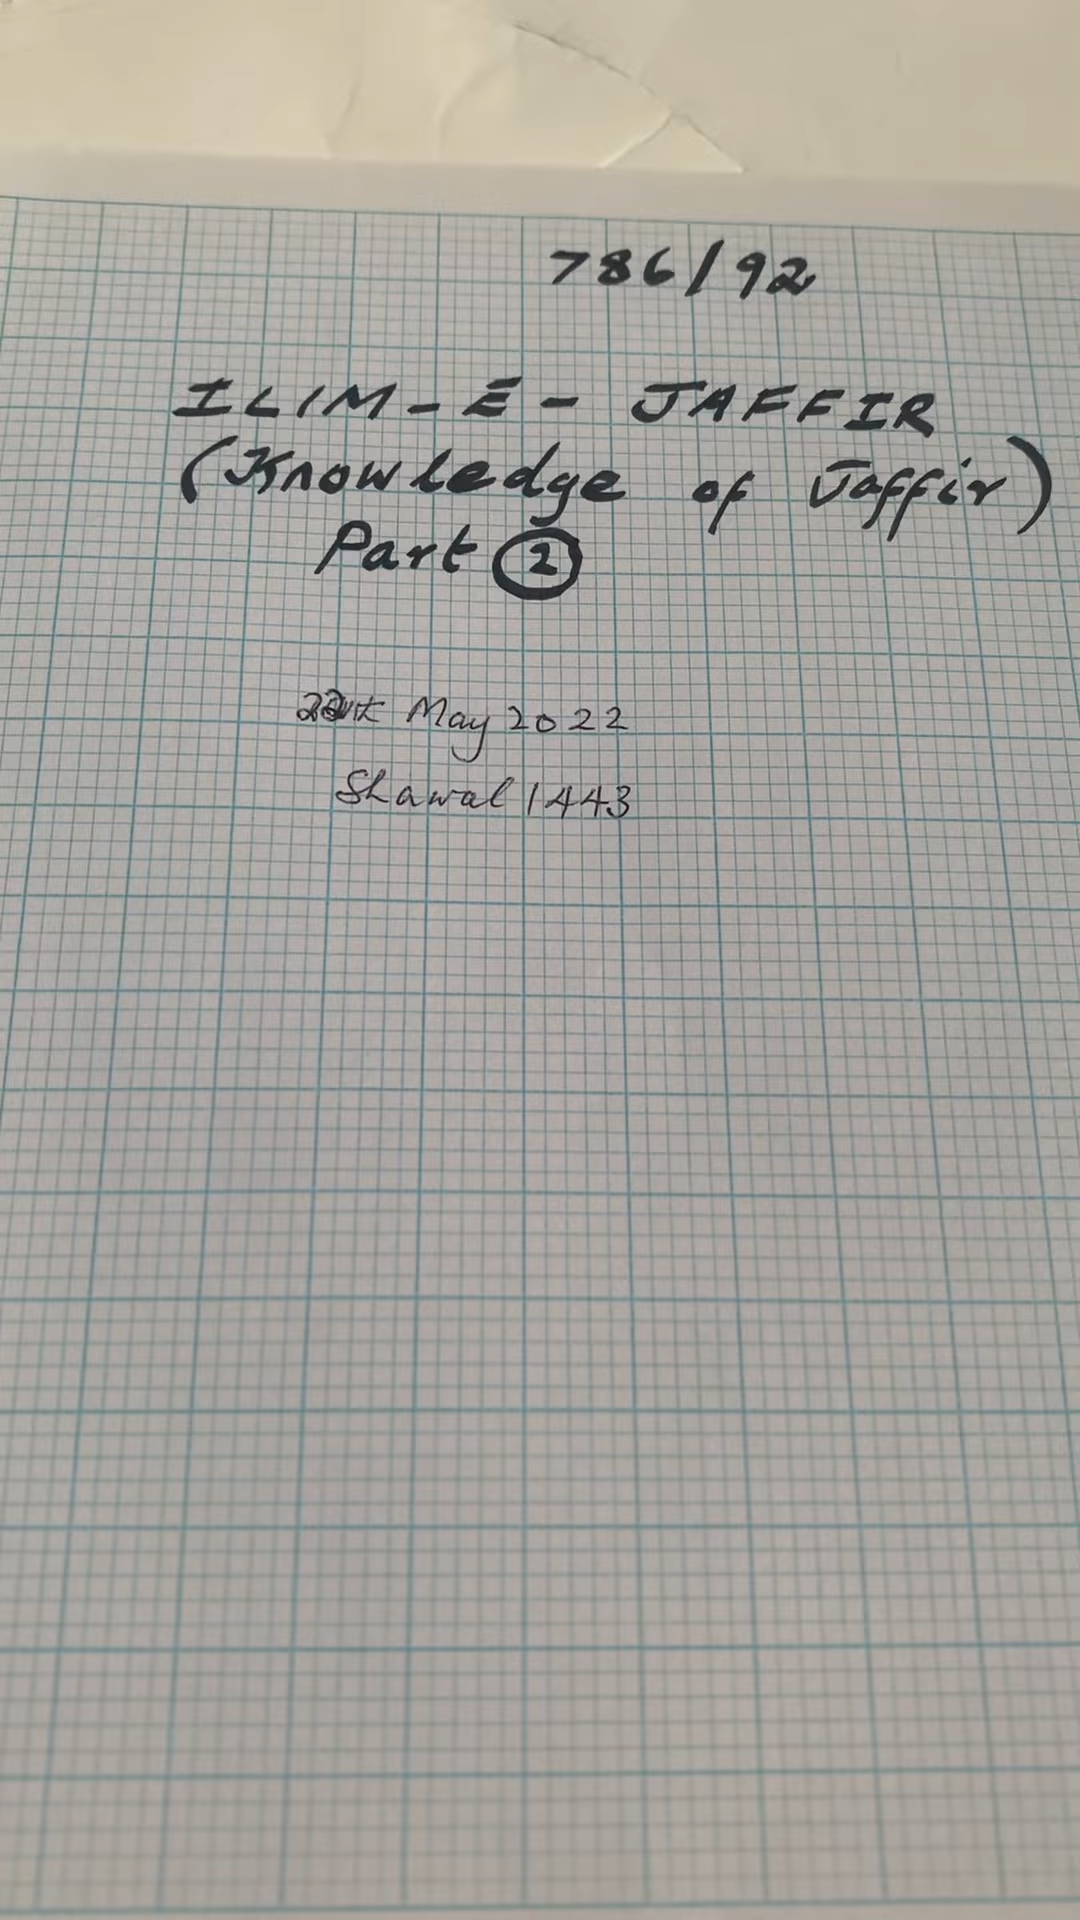 786/92
ILIM-E- JAFFIR
(Knowledge of Jaffir)
Part 2
May 2022
Shawal 1443